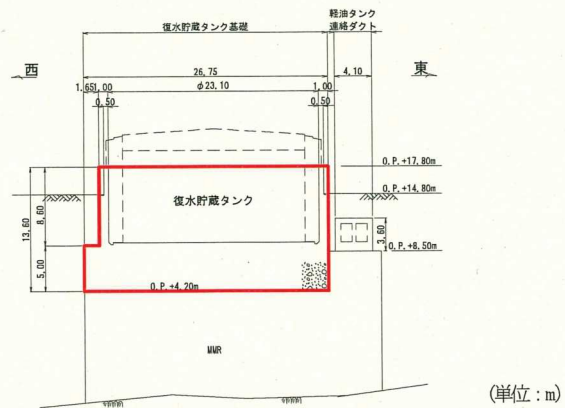 軽油タンク
連絡ダクト
復水貯蔵タンク基礎
西
東
26.75
4.10
1.65
1.00
φ23.10
1.00
0.50
0.50
O.P.+17.80m
復水貯蔵タンク
O.P.+14.80m
13.60
8.60
3.60
O.P.+8.50m
5.00
O.P.+4.20m
MMR
(単位:m)